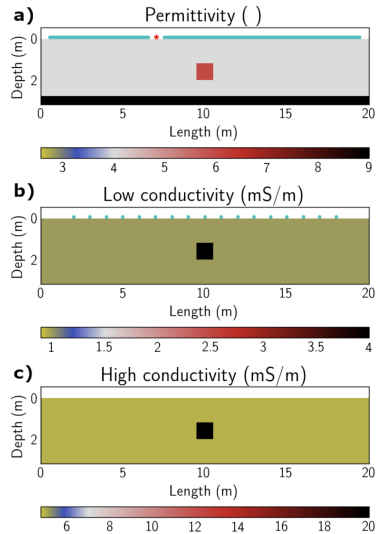 a) Permittivity ( )
0
2
Depth (m)
0 5 10 15 20
Length (m)
3 4 5 6 7 8 9
b) Low conductivity (mS/m)
0
2
Depth (m)
0 5 10 15 20
Length (m)
1 1.5 2 2.5 3 3.5 4
c) High conductivity (mS/m)
0
2
Depth (m)
0 5 10 15 20
Length (m)
6 8 10 12 14 16 18 20